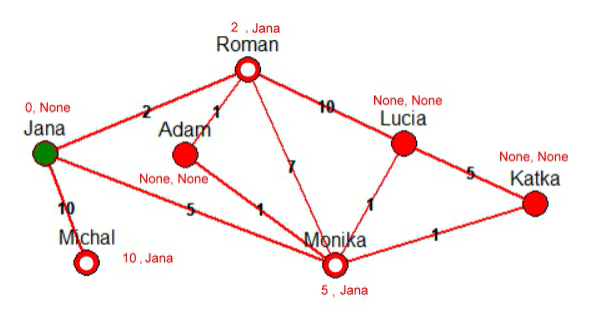 2 , Jana
Roman
0, None
Jana
2
1
Adam
10
None, None
Lucia
None, None
Katka
None, None
7
5
10
5
1
1
1
Michal
Monika
10 , Jana
5 , Jana